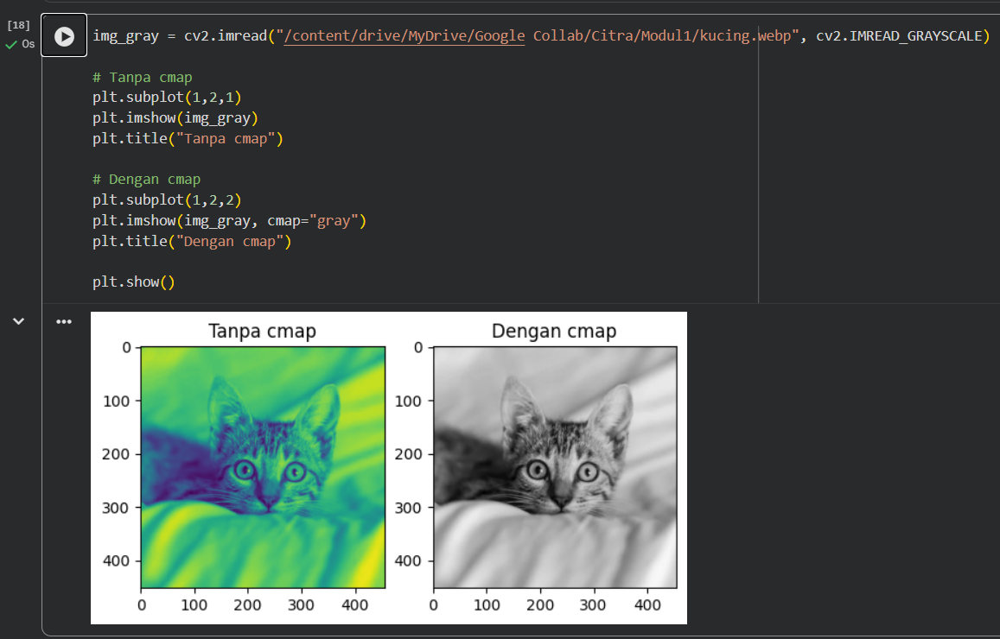 [18]
0s
img_gray = cv2.imread("/content/drive/MyDrive/Google Collab/Citra/Modul1/kucing.webp", cv2.IMREAD_GRAYSCALE)
# Tanpa cmap
plt.subplot(1,2,1)
plt.imshow(img_gray)
plt.title("Tanpa cmap")
# Dengan cmap
plt.subplot(1,2,2)
plt.imshow(img_gray, cmap="gray")
plt.title("Dengan cmap")
plt.show()
Tanpa cmap
0
100
200
300
400
0 100 200 300 400
Dengan cmap
0
100
200
300
400
0 100 200 300 400